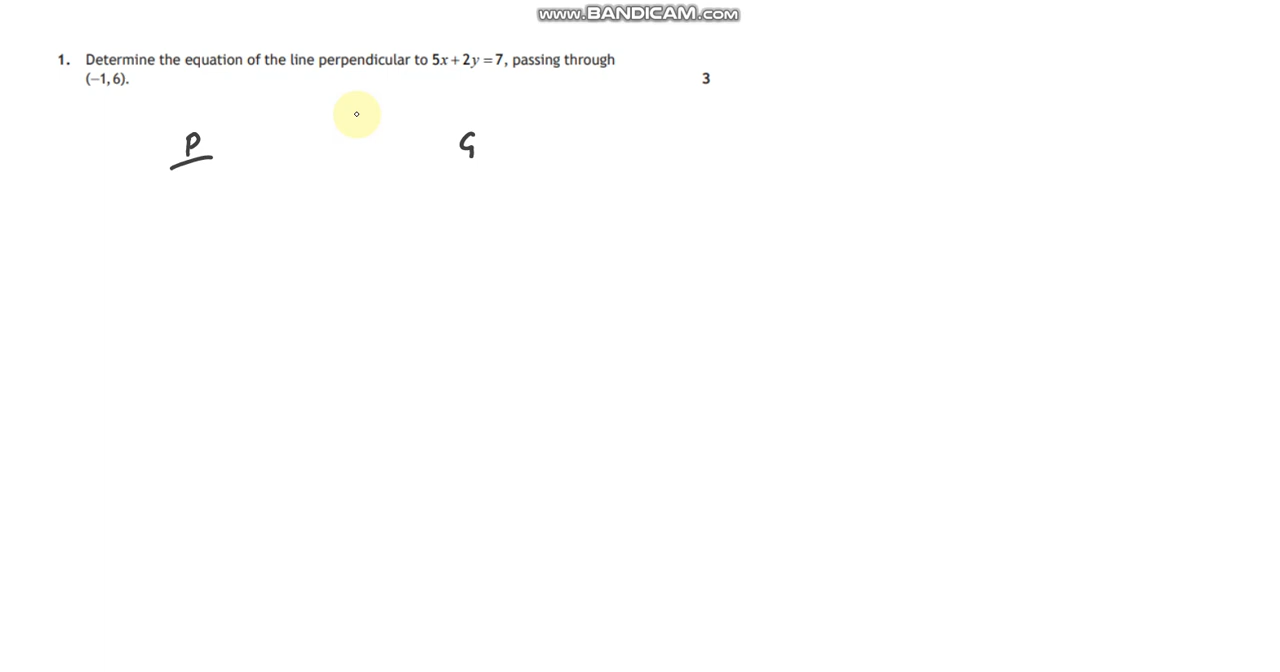 www.BANDICAM.com
1. Determine the equation of the line perpendicular to 5x + 2y = 7, passing through
(−1, 6). 3
P G